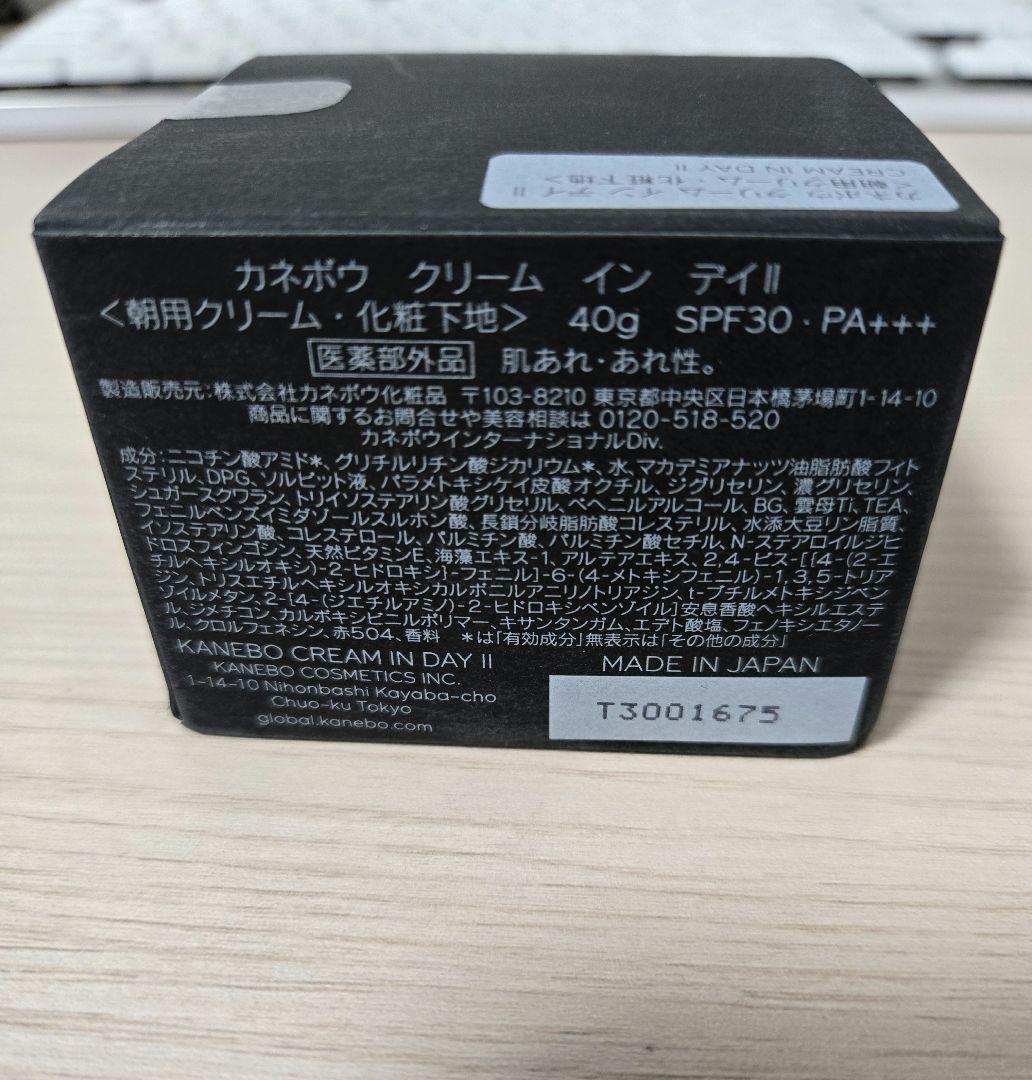 カネボウ クリーム イン デイⅡ
<朝用クリーム・化粧下地>
CREAM IN DAY Ⅱ
カネボウ クリーム イン デイⅡ
<朝用クリーム・化粧下地> 40g SPF30・PA+++
医薬部外品 肌あれ・あれ性。
製造販売元:株式会社カネボウ化粧品 〒103-8210 東京都中央区日本橋茅場町1-14-10
商品に関するお問合せや美容相談は 0120-518-520
カネボウインターナショナルDiv.
成分:ニコチン酸アミド*、グリチルリチン酸ジカリウム*、水、マカデミアナッツ油脂肪酸フィト
ステリル、DPG、ソルビット液、パラメトキシケイ皮酸オクチル、ジグリセリン、濃グリセリン、
シュガースクワラン、トリイソステアリン酸グリセリル、ベヘニルアルコール、BG、雲母Ti、TEA、
フェニルベンズイミダゾールスルホン酸、長鎖分岐脂肪酸コレステリル、水添大豆リン脂質、
イソステアリン酸、コレステロール、パルミチン酸、パルミチン酸セチル、N-ステアロイルジヒ
ドロスフィンゴシン、天然ビタミンE、海藻エキス-1、アルテアエキス、2,4-ビス-[{4-(2-エ
チルヘキシルオキシ)-2-ヒドロキシ}-フェニル]-6-(4-メトキシフェニル)-1,3,5-トリア
ジン、トリスエチルヘキシルオキシカルボニルアニリノトリアジン、t-ブチルメトキシジベン
ゾイルメタン、2-[4-(ジエチルアミノ)-2-ヒドロキシベンゾイル]安息香酸ヘキシルエステ
ル、ジメチコン、カルボキシビニルポリマー、キサンタンガム、エデト酸塩、フェノキシエタノー
ル、クロルフェネシン、赤504、香料 *は「有効成分」無表示は「その他の成分」
KANEBO CREAM IN DAY Ⅱ
KANEBO COSMETICS INC.
1-14-10 Nihonbashi Kayaba-cho
Chuo-ku Tokyo
global.kanebo.com
MADE IN JAPAN
T3001675